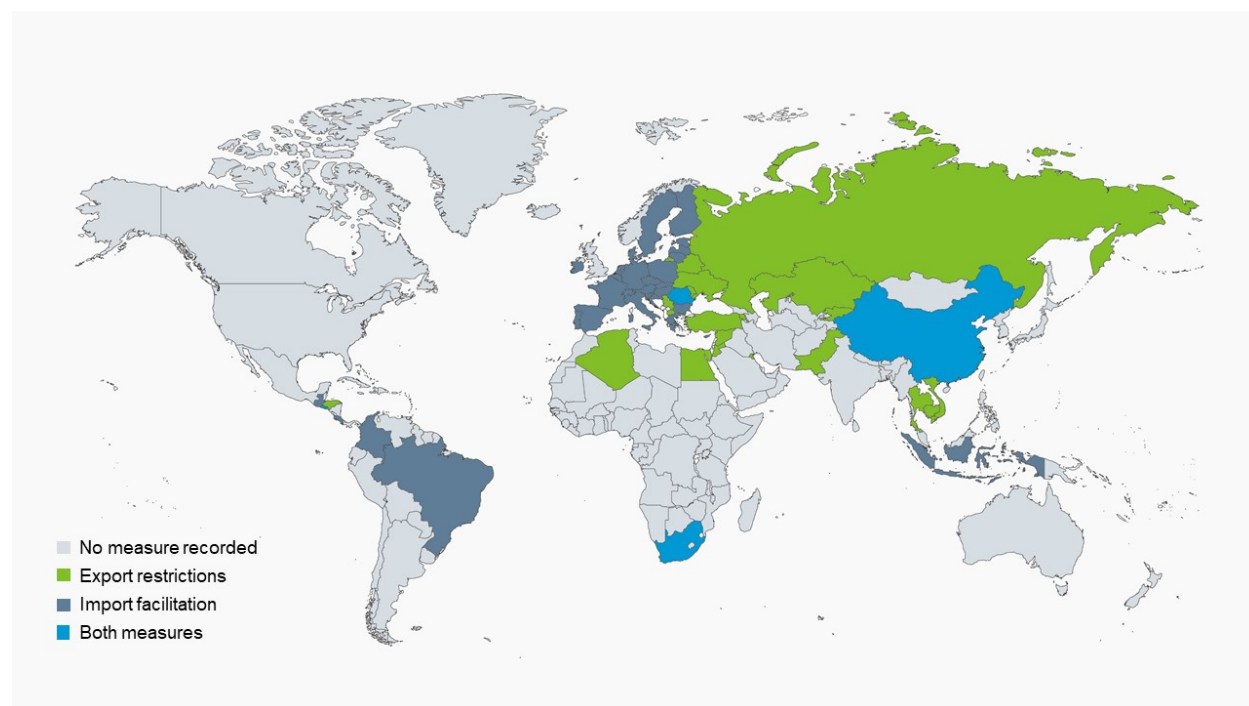 No measure recorded
Export restrictions
Import facilitation
Both measures